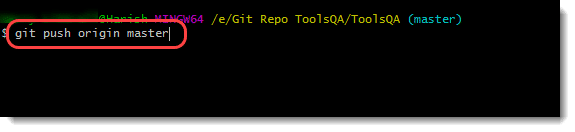 @Harish MINGW64 /e/Git Repo ToolsQA/ToolsQA (master)
$ git push origin master